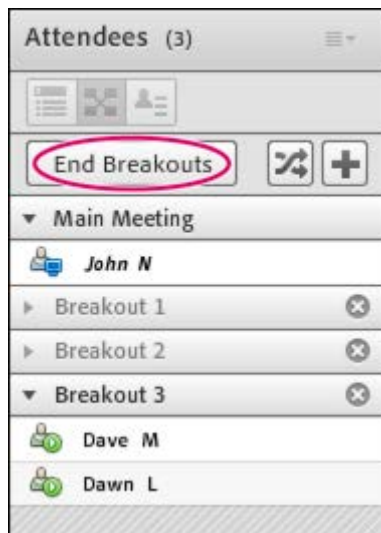 Attendees (3)
End Breakouts
Main Meeting
John N
Breakout 1
Breakout 2
Breakout 3
Dave M
Dawn L